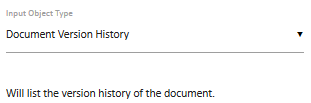 Input Object Type
Document Version History
Will list the version history of the document.